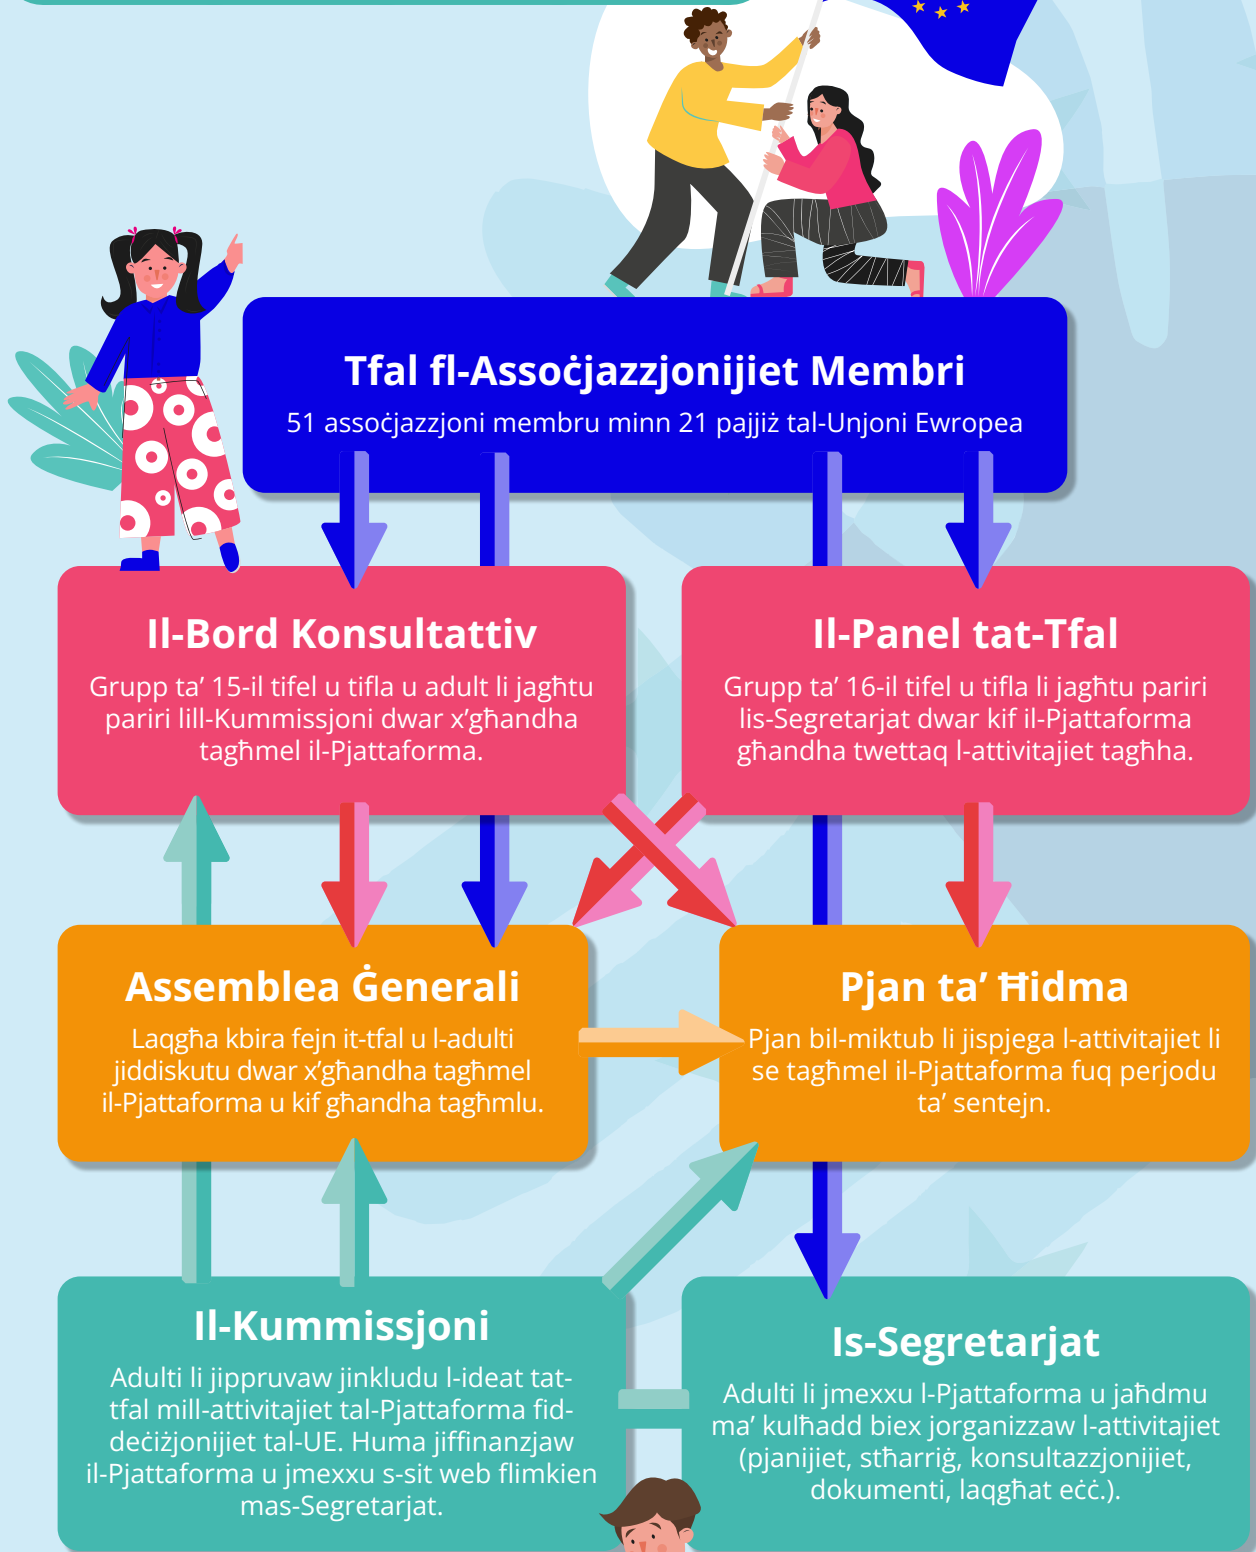 Tfal fl-Assoċjazzjonijiet Membri
51 assoċjazzjoni membru minn 21 pajjiż tal-Unjoni Ewropea
Il-Bord Konsultattiv
Grupp ta’ 15-il tifel u tifla u adult li jagħtu
pariri lill-Kummissjoni dwar x’għandha
tagħmel il-Pjattaforma.
Il-Panel tat-Tfal
Grupp ta’ 16-il tifel u tifla li jagħtu pariri
lis-Segretarjat dwar kif il-Pjattaforma
għandha twettaq l-attivitajiet tagħha.
Assemblea Ġenerali
Laqgħa kbira fejn it-tfal u l-adulti
jiddiskutu dwar x’għandha tagħmel
il-Pjattaforma u kif għandha tagħmlu.
Pjan ta’ Ħidma
Pjan bil-miktub li jispjega l-attivitajiet li
se tagħmel il-Pjattaforma fuq perjodu
ta’ sentejn.
Il-Kummissjoni
Adulti li jippruvaw jinkludu l-ideat tat-
tfal mill-attivitajiet tal-Pjattaforma fid-
deċiżjonijiet tal-UE. Huma jiffinanzjaw
il-Pjattaforma u jmexxu s-sit web flimkien
mas-Segretarjat.
Is-Segretarjat
Adulti li jmexxu l-Pjattaforma u jaħdmu
ma’ kulħadd biex jorganizzaw l-attivitajiet
(pjanijiet, stħarriġ, konsultazzjonijiet,
dokumenti, laqgħat eċċ.).